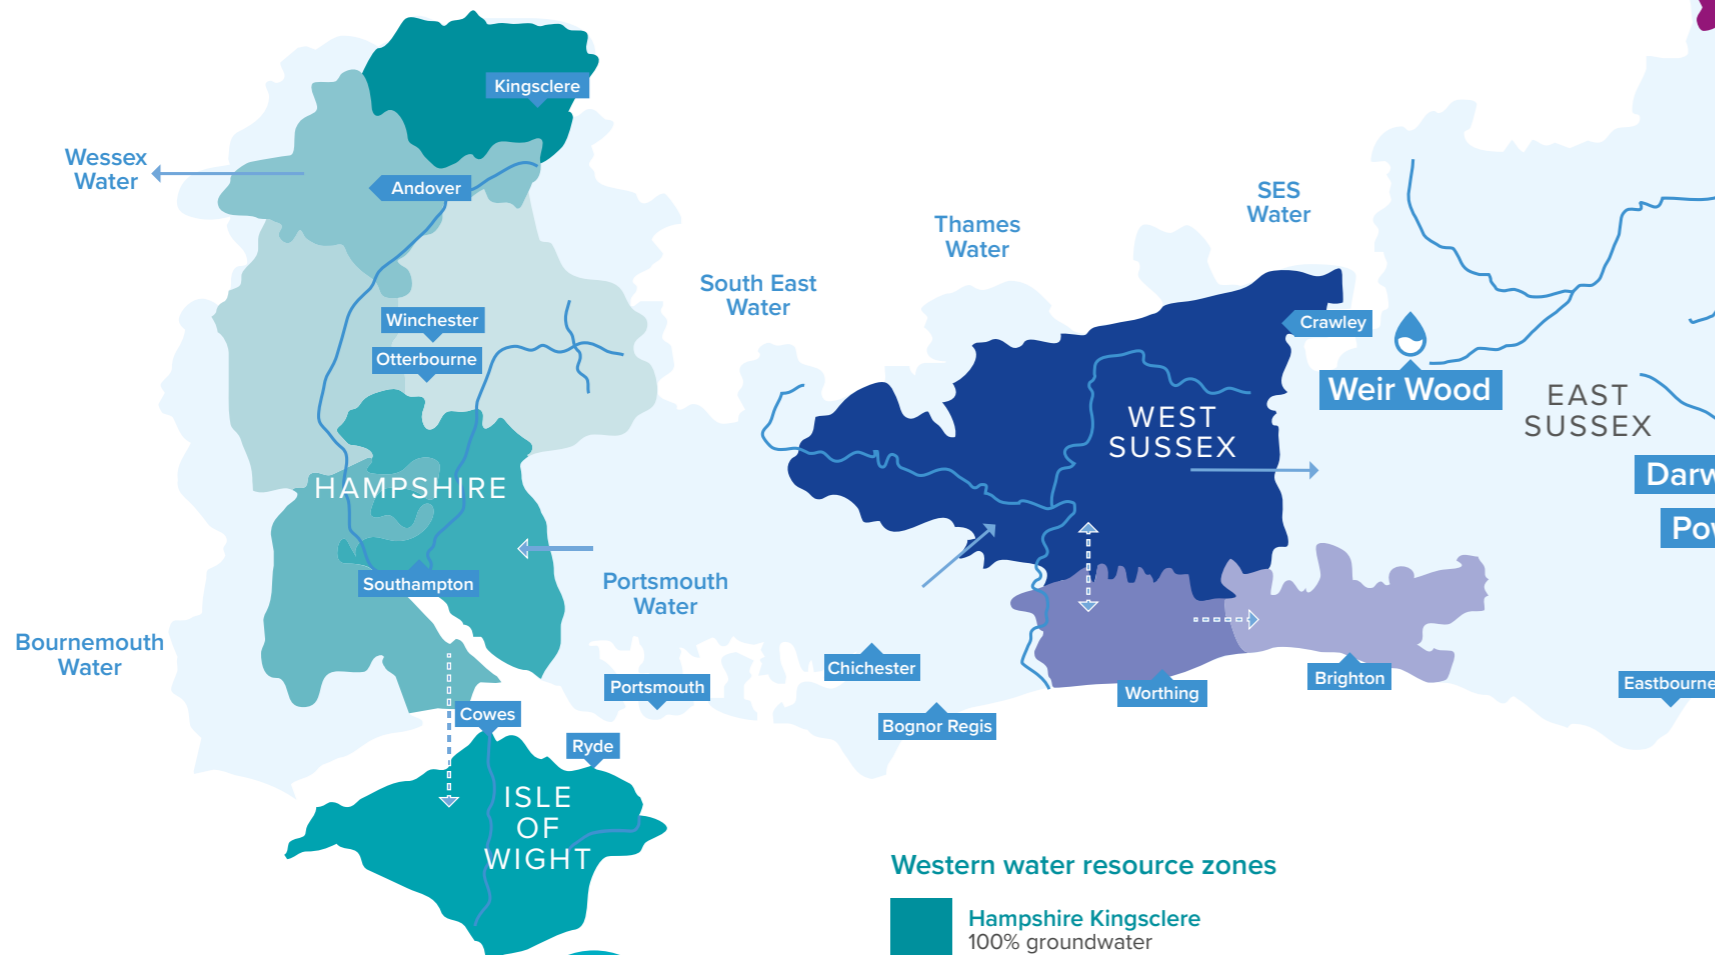 Kingsclere
Wessex
Water
Andover
SES
Water
Thames
Water
South East
Water
Winchester
Otterbourne
Crawley
Weir Wood
EAST
SUSSEX
WEST
SUSSEX
HAMPSHIRE
Southampton
Portsmouth
Water
Bournemouth
Water
Chichester
Portsmouth
Worthing
Brighton
Eastbourne
Bognor Regis
Cowes
Ryde
ISLE
OF
WIGHT
Western water resource zones
Hampshire Kingsclere
100% groundwater